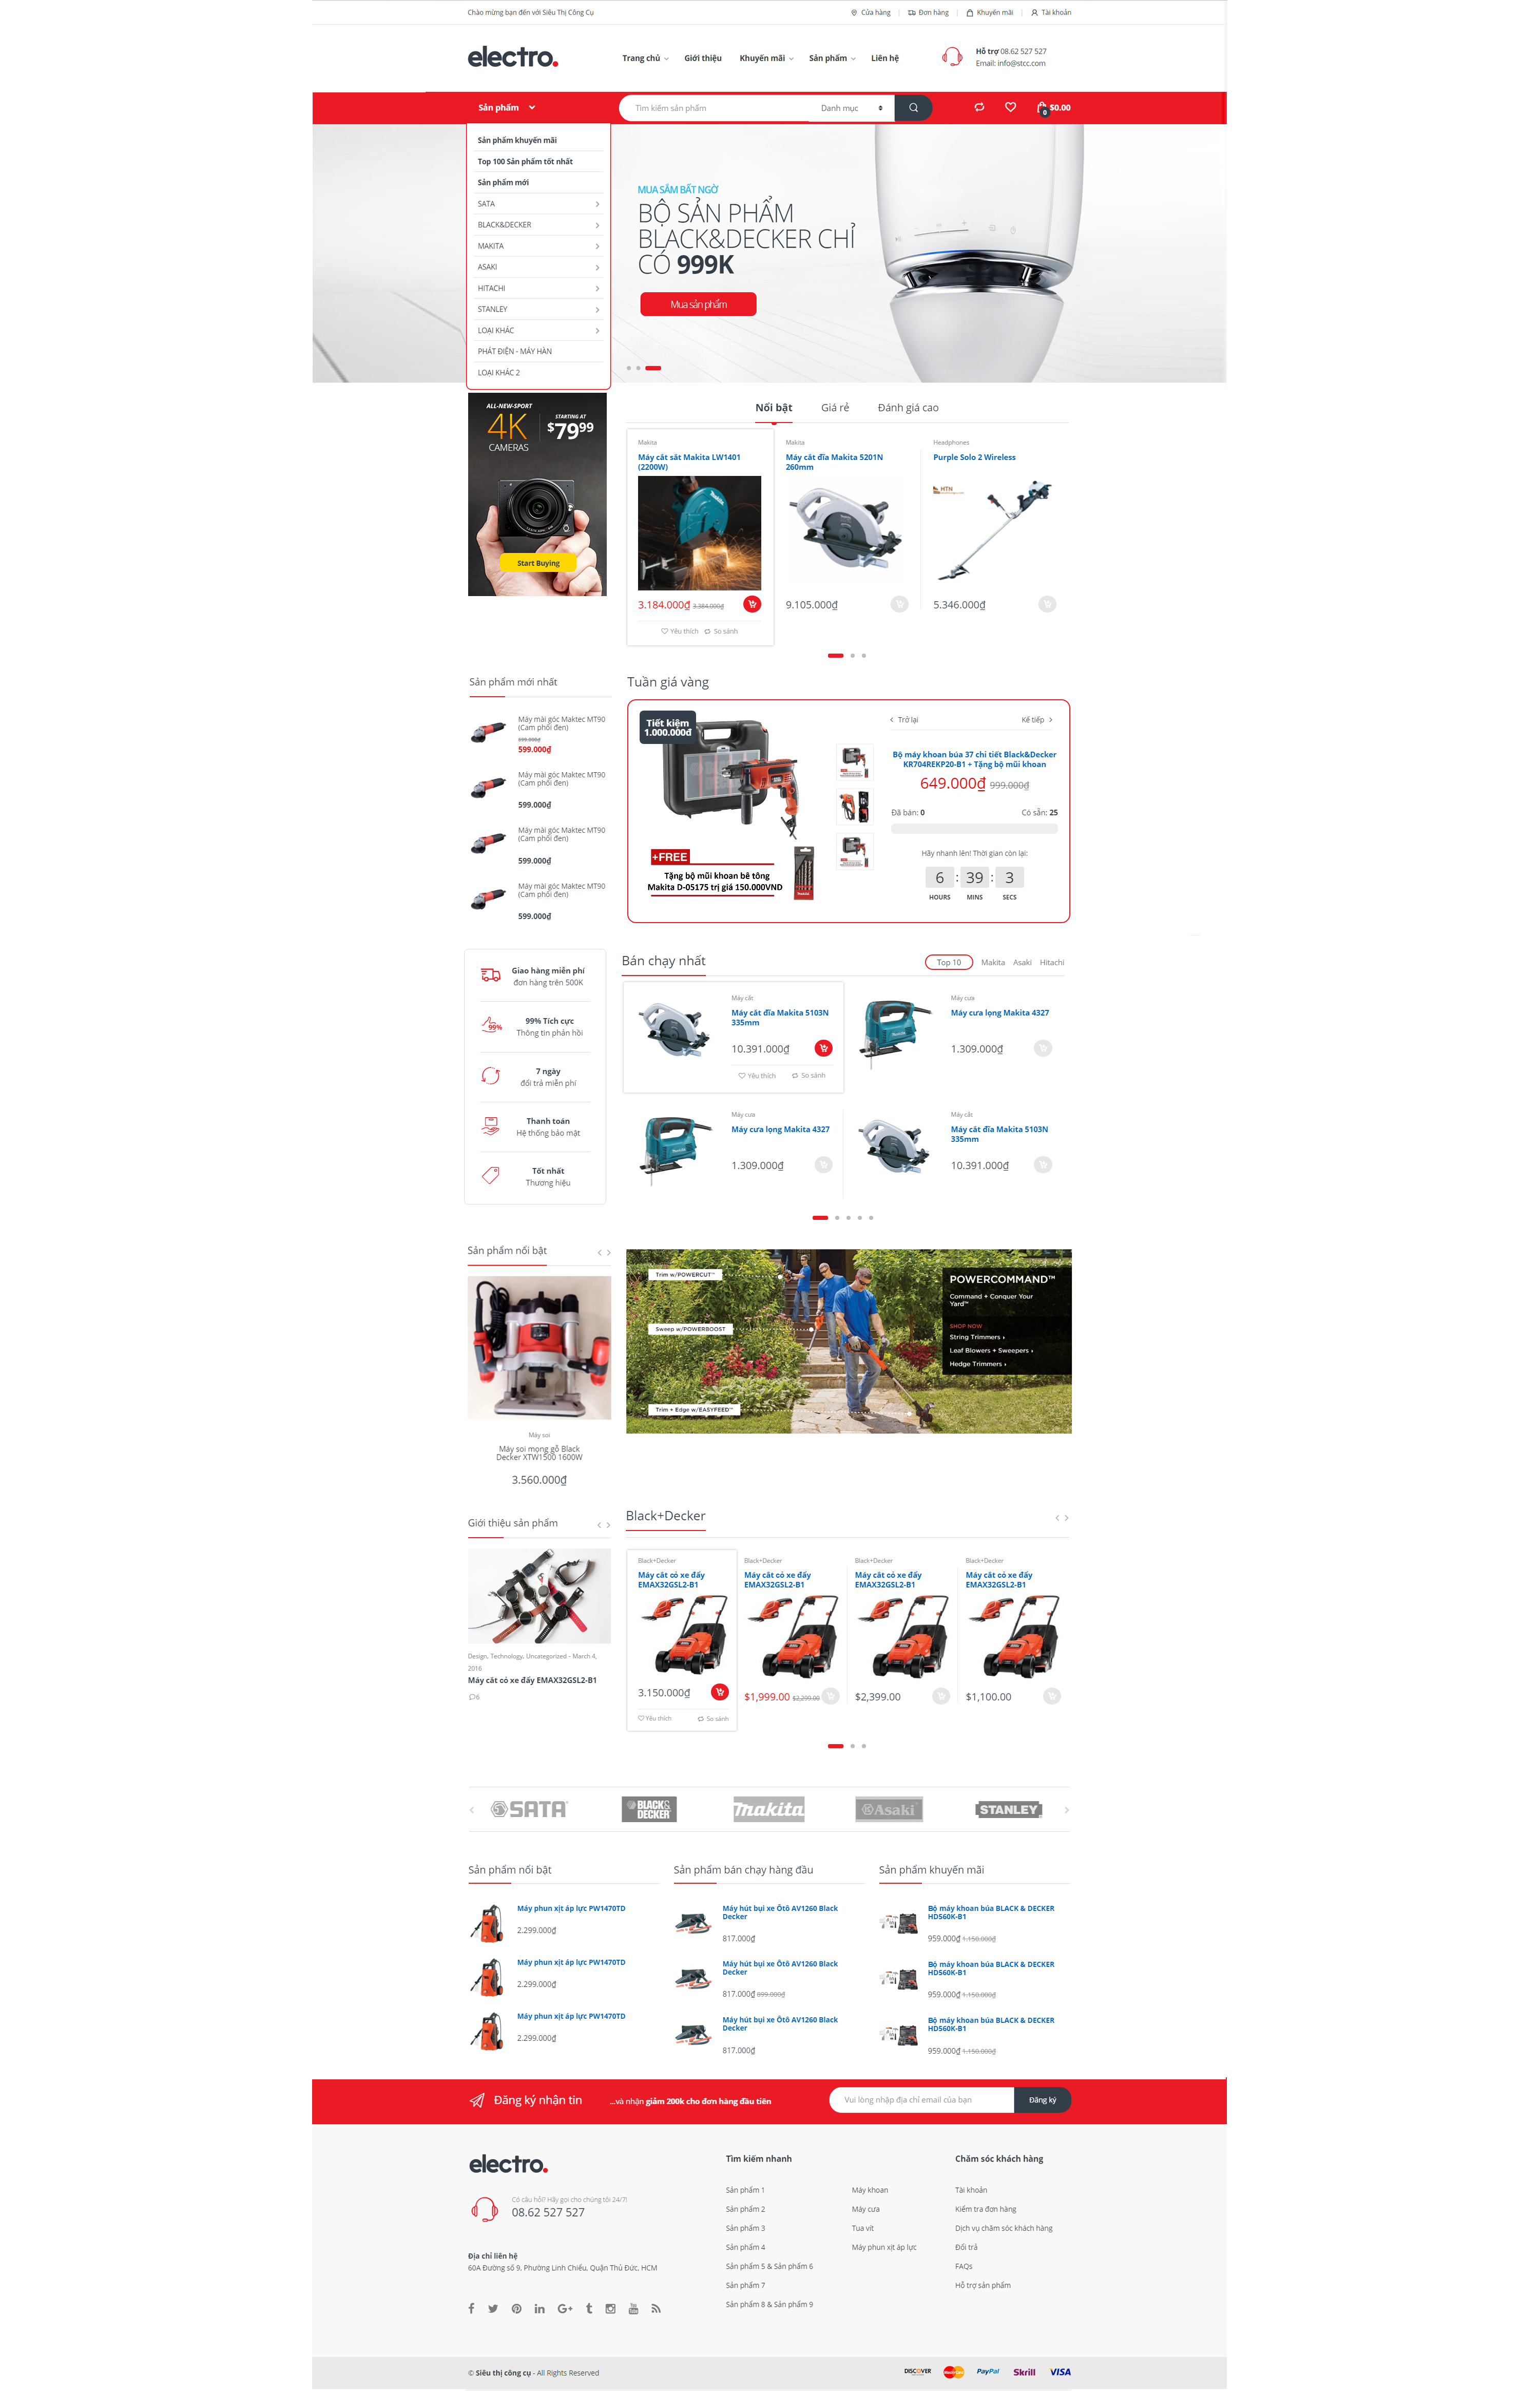 Chào mừng bạn đến với Siêu Thị Công Cụ
Cửa hàng
Đơn hàng
Khuyến mãi
Tài khoản
electro.
Trang chủ
Giới thiệu
Khuyến mãi
Sản phẩm
Liên hệ
Hỗ trợ 08.62 527 527
Email: info@stcc.com
Sản phẩm
Tìm kiếm sản phẩm
Danh mục
0
$0.00
Sản phẩm khuyến mãi
Top 100 Sản phẩm tốt nhất
Sản phẩm mới
SATA
BLACK&DECKER
MAKITA
ASAKI
HITACHI
STANLEY
LOẠI KHÁC
PHÁT ĐIỆN - MÁY HÀN
LOẠI KHÁC 2
MUA SẮM BẤT NGỜ
BỘ SẢN PHẨM
BLACK&DECKER CHỈ
CÓ 999K
Mua sản phẩm
ALL-NEW-SPORT
4K
CAMERAS
STARTING AT
$79⁹⁹
Start Buying
Nổi bật
Giá rẻ
Đánh giá cao
Makita
Máy cắt sắt Makita LW1401
(2200W)
3.184.000₫ 3.384.000₫
Yêu thích
So sánh
Makita
Máy cắt đĩa Makita 5201N
260mm
9.105.000₫
Headphones
Purple Solo 2 Wireless
HTN
5.346.000₫
Sản phẩm mới nhất
Máy mài góc Maktec MT90
(Cam phối đen)
999.000₫
599.000₫
Máy mài góc Maktec MT90
(Cam phối đen)
599.000₫
Máy mài góc Maktec MT90
(Cam phối đen)
599.000₫
Máy mài góc Maktec MT90
(Cam phối đen)
599.000₫
Tuần giá vàng
Tiết kiệm
1.000.000đ
+FREE
Tặng bộ mũi khoan bê tông
Makita D-05175 trị giá 150.000VND
Trở lại
Kế tiếp
Bộ máy khoan búa 37 chi tiết Black&Decker
KR704REKP20-B1 + Tặng bộ mũi khoan
649.000₫ 999.000₫
Đã bán: 0
Có sẵn: 25
Hãy nhanh lên! Thời gian còn lại:
6 : 39 : 3
HOURS
MINS
SECS
Giao hàng miễn phí
đơn hàng trên 500K
99%
99% Tích cực
Thông tin phản hồi
7 ngày
đổi trả miễn phí
Thanh toán
Hệ thống bảo mật
Tốt nhất
Thương hiệu
Bán chạy nhất
Top 10
Makita
Asaki
Hitachi
Máy cắt
Máy cắt đĩa Makita 5103N
335mm
10.391.000₫
Yêu thích
So sánh
Máy cưa
Máy cưa lọng Makita 4327
1.309.000₫
Máy cưa
Máy cưa lọng Makita 4327
1.309.000₫
Máy cắt
Máy cắt đĩa Makita 5103N
335mm
10.391.000₫
Sản phẩm nổi bật
Máy soi
Máy soi mọng gỗ Black
Decker XTW1500 1600W
3.560.000₫
Trim w/POWERCUT™
Sweep w/POWERBOOST
Trim + Edge w/EASYFEED™
POWERCOMMAND™
Command + Conquer Your
Yard™
SHOP NOW
String Trimmers
Leaf Blowers + Sweepers
Hedge Trimmers
Giới thiệu sản phẩm
Design, Technology, Uncategorized - March 4,
2016
Máy cắt cỏ xe đẩy EMAX32GSL2-B1
6
Black+Decker
Black+Decker
Máy cắt cỏ xe đẩy
EMAX32GSL2-B1
3.150.000₫
Yêu thích
So sánh
Black+Decker
Máy cắt cỏ xe đẩy
EMAX32GSL2-B1
$1,999.00 $2,299.00
Black+Decker
Máy cắt cỏ xe đẩy
EMAX32GSL2-B1
$2,399.00
Black+Decker
Máy cắt cỏ xe đẩy
EMAX32GSL2-B1
$1,100.00
SATA
BLACK&
DECKER
makita
Asaki
STANLEY
Sản phẩm nổi bật
Máy phun xịt áp lực PW1470TD
2.299.000₫
Máy phun xịt áp lực PW1470TD
2.299.000₫
Máy phun xịt áp lực PW1470TD
2.299.000₫
Sản phẩm bán chạy hàng đầu
Máy hút bụi xe Ôtô AV1260 Black
Decker
817.000₫
Máy hút bụi xe Ôtô AV1260 Black
Decker
817.000₫ 899.000₫
Máy hút bụi xe Ôtô AV1260 Black
Decker
817.000₫
Sản phẩm khuyến mãi
Bộ máy khoan búa BLACK & DECKER
HD560K-B1
959.000₫ 1.150.000₫
Bộ máy khoan búa BLACK & DECKER
HD560K-B1
959.000₫ 1.150.000₫
Bộ máy khoan búa BLACK & DECKER
HD560K-B1
959.000₫ 1.150.000₫
Đăng ký nhận tin
...và nhận giảm 200k cho đơn hàng đầu tiên
Vui lòng nhập địa chỉ email của bạn
Đăng ký
electro.
Có câu hỏi? Hãy gọi cho chúng tôi 24/7!
08.62 527 527
Địa chỉ liên hệ
60A Đường số 9, Phường Linh Chiểu, Quận Thủ Đức, HCM
Tìm kiếm nhanh
Sản phẩm 1
Sản phẩm 2
Sản phẩm 3
Sản phẩm 4
Sản phẩm 5 & Sản phẩm 6
Sản phẩm 7
Sản phẩm 8 & Sản phẩm 9
Máy khoan
Máy cưa
Tua vít
Máy phun xịt áp lực
Chăm sóc khách hàng
Tài khoản
Kiểm tra đơn hàng
Dịch vụ chăm sóc khách hàng
Đổi trả
FAQs
Hỗ trợ sản phẩm
© Siêu thị công cụ - All Rights Reserved
DISCOVER
MasterCard
PayPal
Skrill
VISA